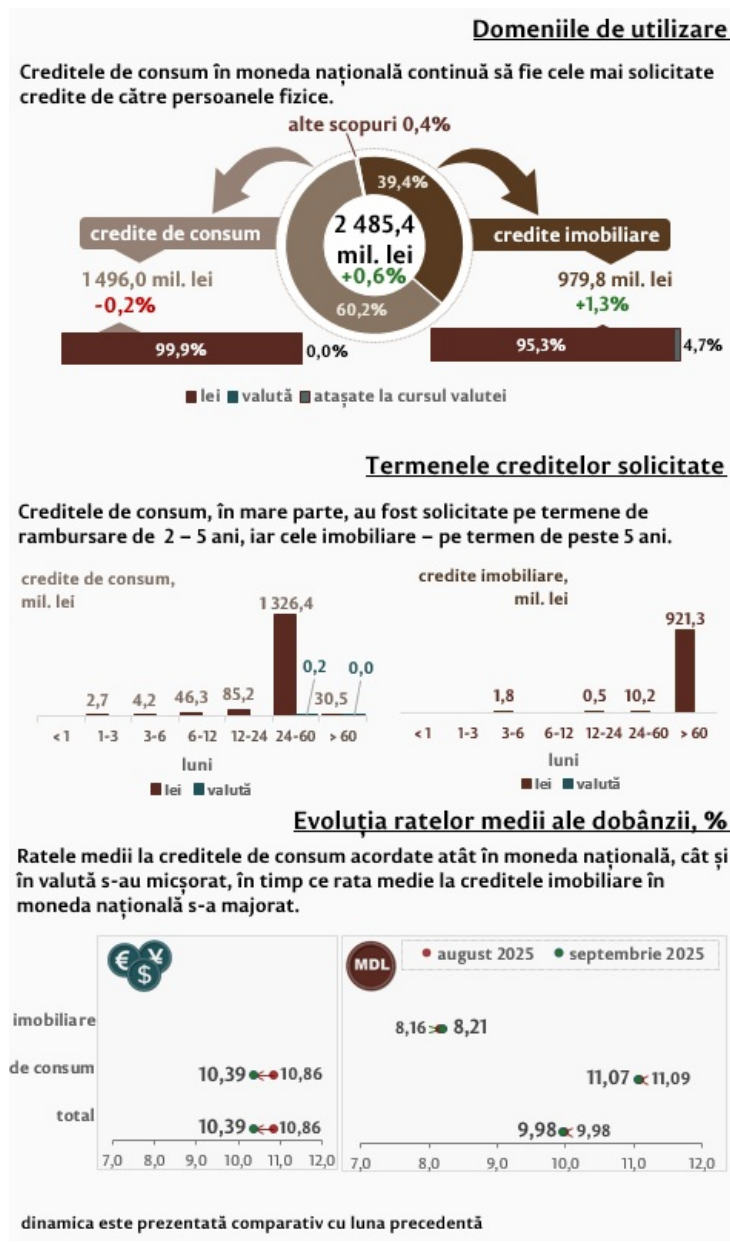 Domeniile de utilizare
Creditele de consum în moneda națională continuă să fie cele mai solicitate
credite de către persoanele fizice.
alte scopuri 0,4%
39,4%
2 485,4
mil. lei
+0,6%
60,2%
credite de consum
1 496,0 mil. lei
-0,2%
99,9%
0,0%
credite imobiliare
979,8 mil. lei
+1,3%
95,3%
4,7%
lei valută atașate la cursul valutei
Termenele creditelor solicitate
Creditele de consum, în mare parte, au fost solicitate pe termene de
rambursare de 2 – 5 ani, iar cele imobiliare – pe termen de peste 5 ani.
credite de consum,
mil. lei
1 326,4
2,7 4,2 46,3 85,2 0,2 30,5 0,0
< 1 1-3 3-6 6-12 12-24 24-60 > 60
luni
lei valută
credite imobiliare,
mil. lei
921,3
1,8 0,5 10,2
< 1 1-3 3-6 6-12 12-24 24-60 > 60
luni
lei valută
Evoluția ratelor medii ale dobânzii, %
Ratele medii la creditele de consum acordate atât în moneda națională, cât și
în valută s-au micșorat, în timp ce rata medie la creditele imobiliare în
moneda națională s-a majorat.
€ ¥ $
MDL
august 2025 septembrie 2025
imobiliare
8,16 8,21
de consum
10,39 10,86
11,07 11,09
total
10,39 10,86
9,98 9,98
7,0 8,0 9,0 10,0 11,0 12,0
7,0 8,0 9,0 10,0 11,0 12,0
dinamica este prezentată comparativ cu luna precedentă